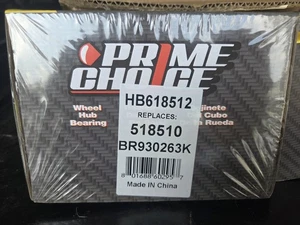 PRIME
CHOICE
Wheel
Hub
Bearing
Cubo
Rueda
HB618512
REPLACES:
518510
BR930263K
Made IN China